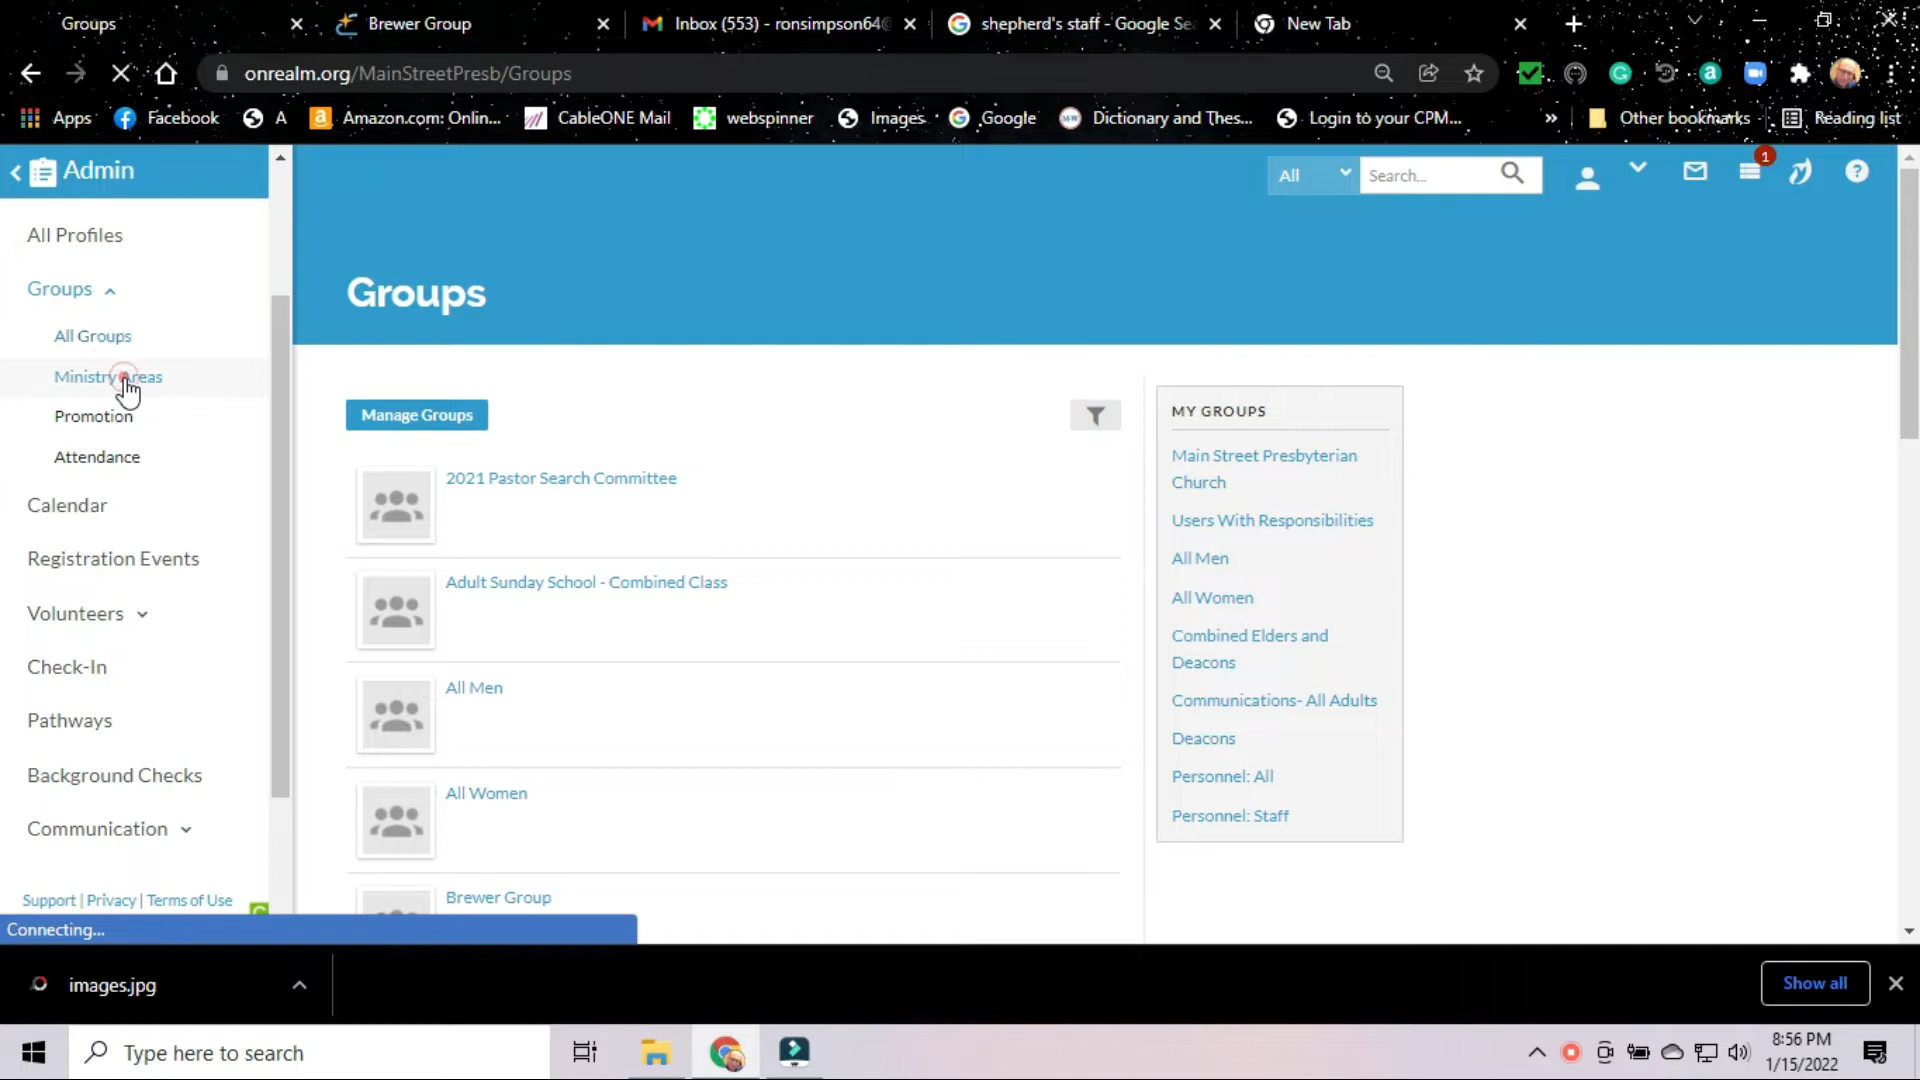 Groups
Brewer Group
Inbox (553) - ronsimpson64@
shepherd's staff - Google Se
New Tab
onrealm.org/MainStreetPresb/Groups
Apps
Facebook
A
Amazon.com: Onlin...
CableONE Mail
webspinner
Images
Google
Dictionary and Thes...
Login to your CPM...
»
Other bookmarks
Reading list
Admin
All
Search...
1
All Profiles
Groups
All Groups
Ministry Areas
Promotion
Attendance
Calendar
Registration Events
Volunteers
Check-In
Pathways
Background Checks
Communication
Support | Privacy | Terms of Use
Connecting...
Groups
Manage Groups
2021 Pastor Search Committee
Adult Sunday School - Combined Class
All Men
All Women
Brewer Group
MY GROUPS
Main Street Presbyterian
Church
Users With Responsibilities
All Men
All Women
Combined Elders and
Deacons
Communications- All Adults
Deacons
Personnel: All
Personnel: Staff
images.jpg
Show all
Type here to search
8:56 PM
1/15/2022